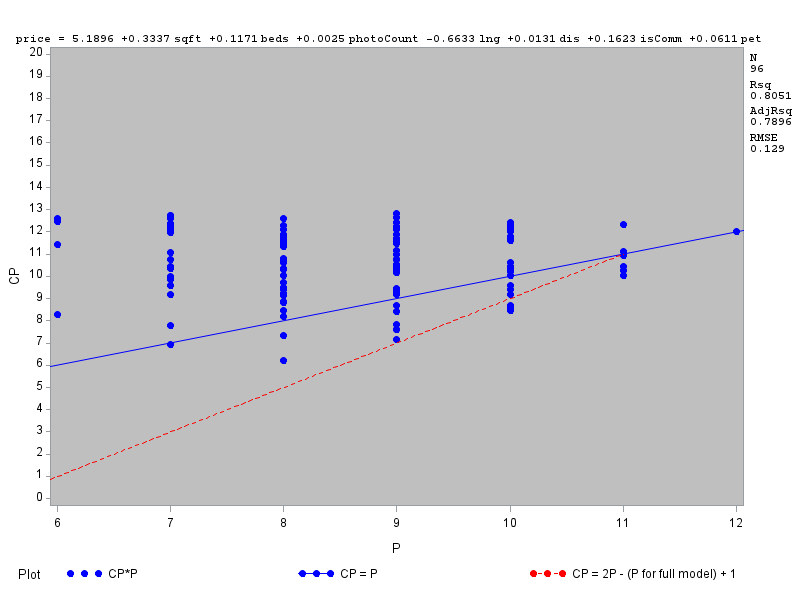 price = 5.1896 +0.3337 sqft +0.1171 beds +0.0025 photoCount -0.6633 lng +0.0131 dis +0.1623 isComm +0.0611 pet
N
96
Rsq
0.8051
AdjRsq
0.7896
RMSE
0.129
20
19
18
17
16
15
14
13
12
11
10
9
8
7
6
5
4
3
2
1
0
CP
6 7 8 9 10 11 12
P
Plot CP*P CP = P CP = 2P - (P for full model) + 1